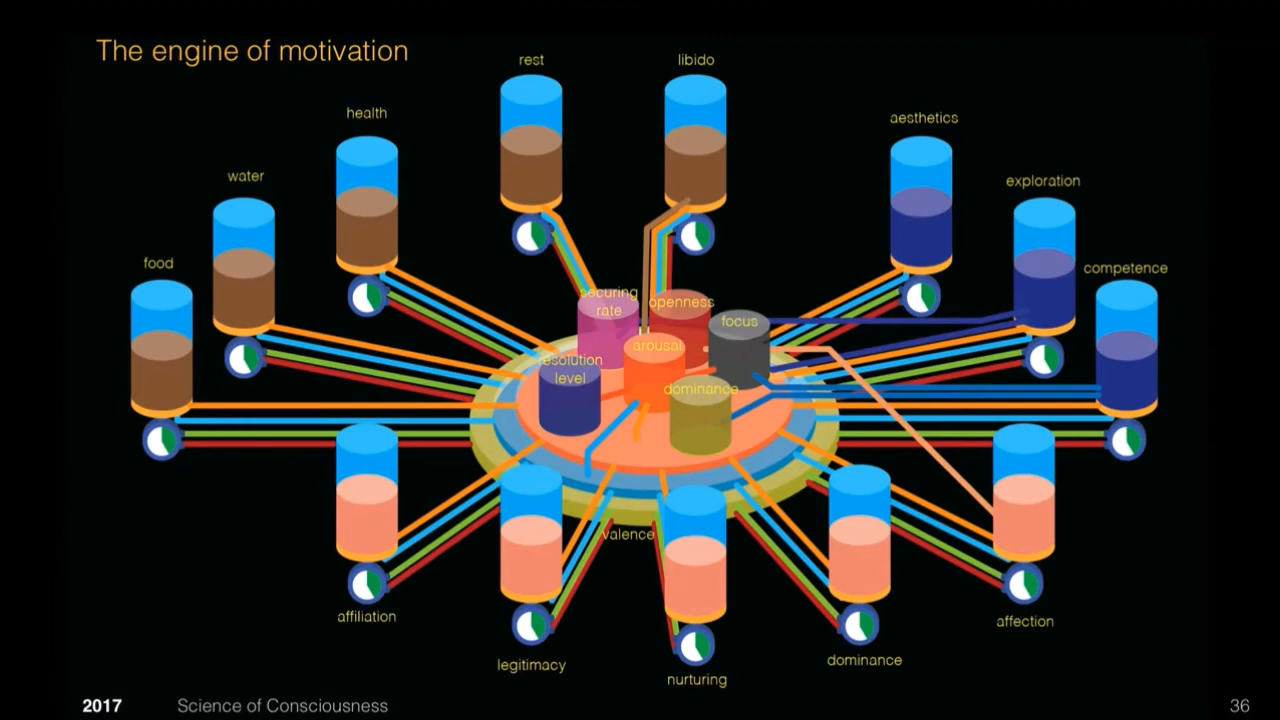 The engine of motivation
rest
libido
health
aesthetics
water
exploration
food
competence
securing
rate
openness
focus
arousal
resolution
level
dominance
valence
affiliation
legitimacy
nurturing
dominance
affection
2017
Science of Consciousness
36